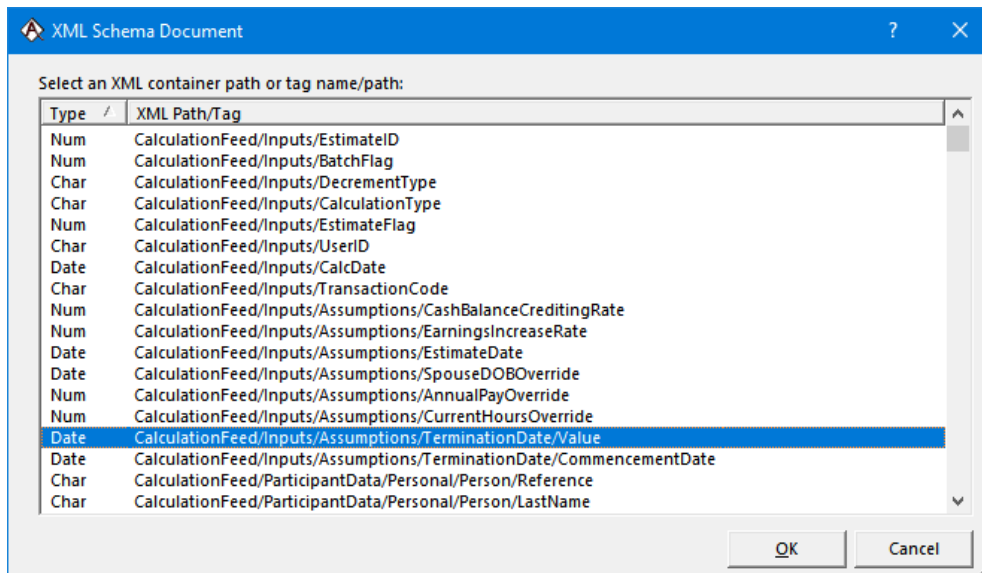 XML Schema Document
Select an XML container path or tag name/path:
Type XML Path/Tag
Num CalculationFeed/Inputs/EstimateID
Num CalculationFeed/Inputs/BatchFlag
Char CalculationFeed/Inputs/DecrementType
Char CalculationFeed/Inputs/CalculationType
Num CalculationFeed/Inputs/EstimateFlag
Char CalculationFeed/Inputs/UserID
Date CalculationFeed/Inputs/CalcDate
Char CalculationFeed/Inputs/TransactionCode
Num CalculationFeed/Inputs/Assumptions/CashBalanceCreditingRate
Num CalculationFeed/Inputs/Assumptions/EarningsIncreaseRate
Date CalculationFeed/Inputs/Assumptions/EstimateDate
Date CalculationFeed/Inputs/Assumptions/SpouseDOBOverride
Num CalculationFeed/Inputs/Assumptions/AnnualPayOverride
Num CalculationFeed/Inputs/Assumptions/CurrentHoursOverride
Date CalculationFeed/Inputs/Assumptions/TerminationDate/Value
Date CalculationFeed/Inputs/Assumptions/TerminationDate/CommencementDate
Char CalculationFeed/ParticipantData/Personal/Person/Reference
Char CalculationFeed/ParticipantData/Personal/Person/LastName
OK Cancel